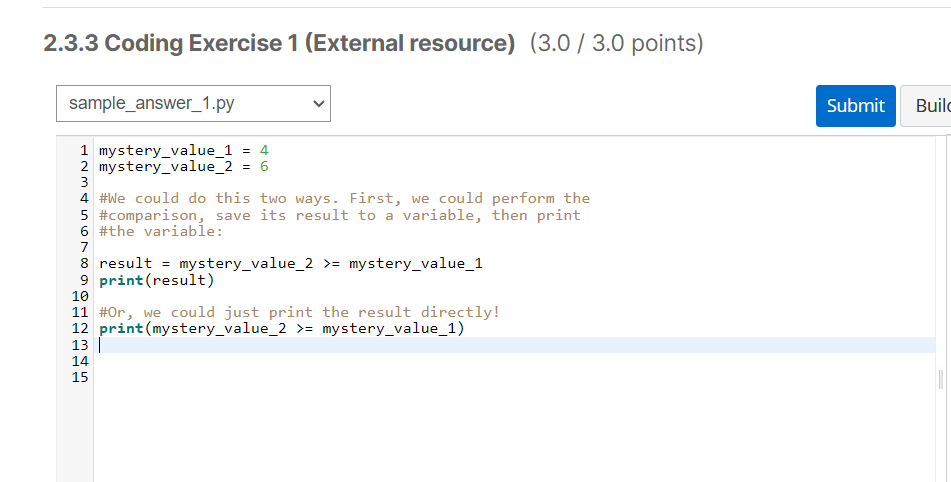 2.3.3 Coding Exercise 1 (External resource) (3.0 / 3.0 points)
sample_answer_1.py
Submit
Build
1 mystery_value_1 = 4
2 mystery_value_2 = 6
3
4 #We could do this two ways. First, we could perform the
5 #comparison, save its result to a variable, then print
6 #the variable:
7
8 result = mystery_value_2 >= mystery_value_1
9 print(result)
10
11 #Or, we could just print the result directly!
12 print(mystery_value_2 >= mystery_value_1)
13
14
15